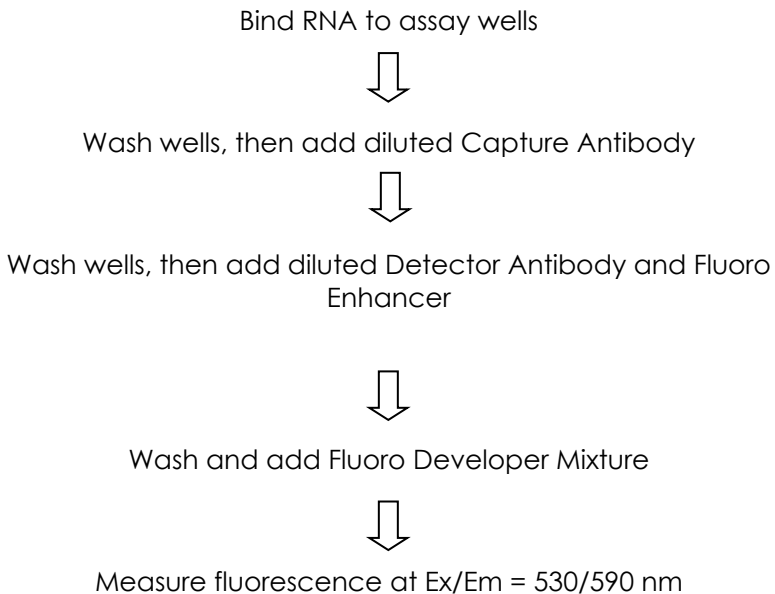 Bind RNA to assay wells
Wash wells, then add diluted Capture Antibody
Wash wells, then add diluted Detector Antibody and Fluoro
Enhancer
Wash and add Fluoro Developer Mixture
Measure fluorescence at Ex/Em = 530/590 nm